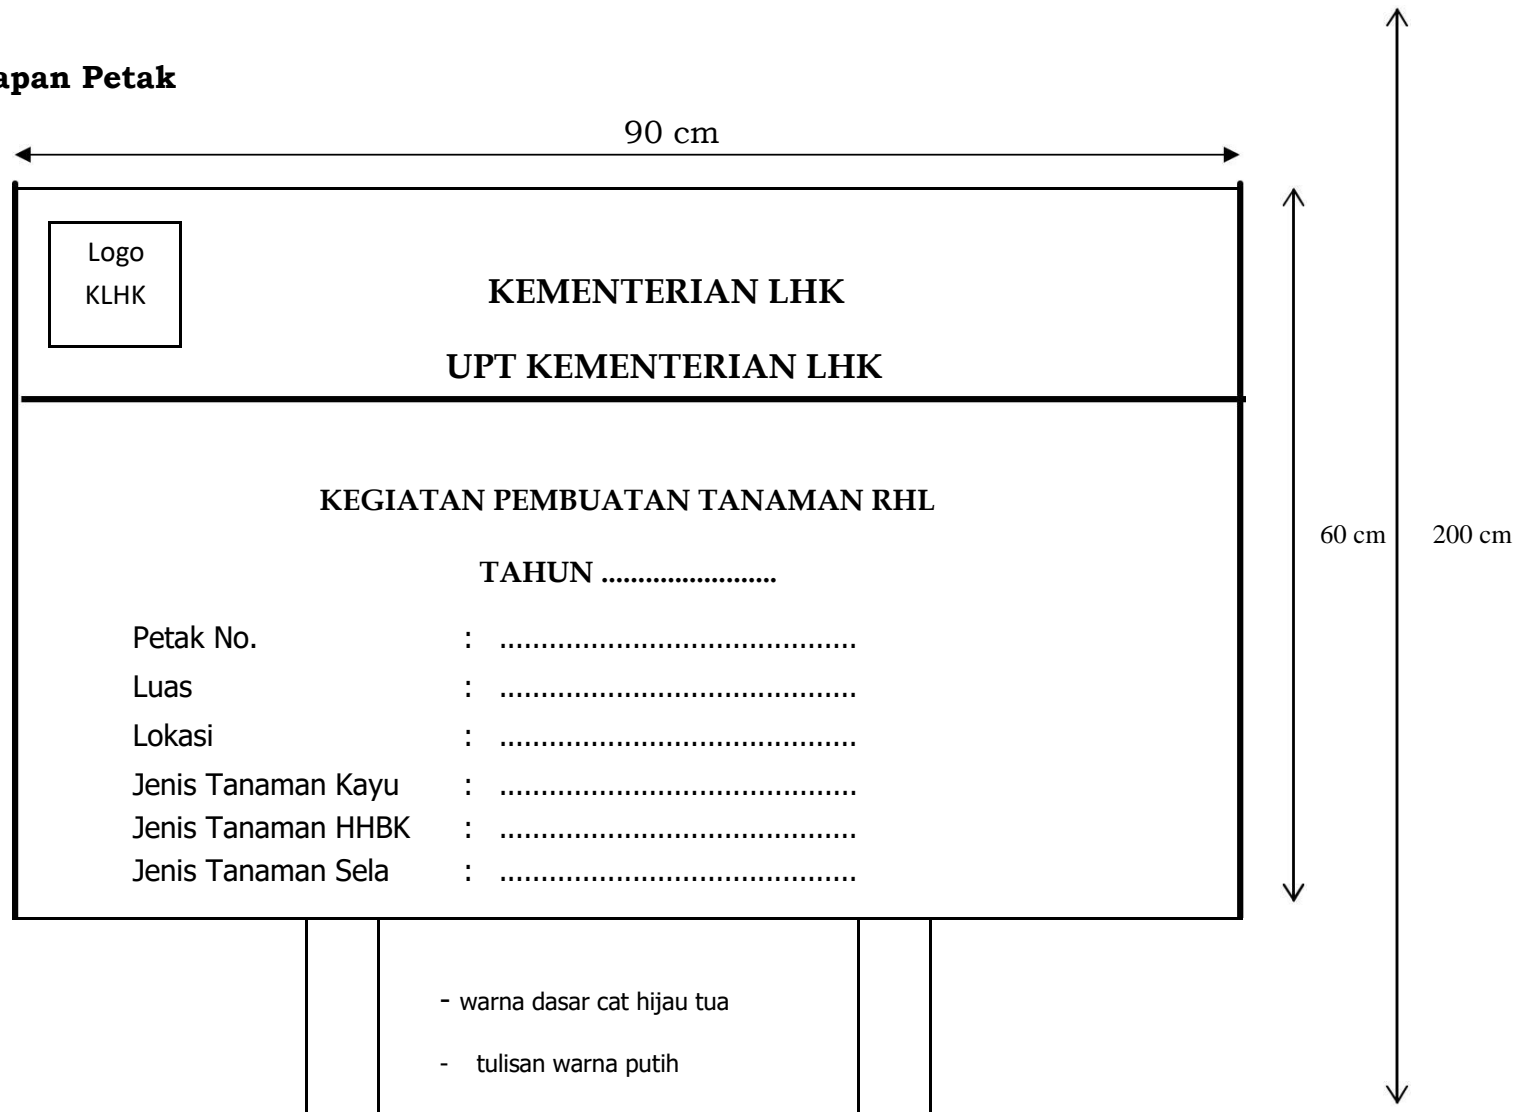 Petak
90 cm
Logo
KLHK
KEMENTERIAN LHK
UPT KEMENTERIAN LHK
KEGIATAN PEMBUATAN TANAMAN RHL
TAHUN ........................
Petak No. : ...........................................
Luas : ...........................................
Lokasi : ...........................................
Jenis Tanaman Kayu : ...........................................
Jenis Tanaman HHBK : ...........................................
Jenis Tanaman Sela : ...........................................
60 cm
200 cm
- warna dasar cat hijau tua
- tulisan warna putih